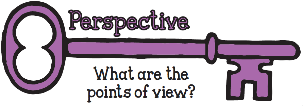 Perspective
What are the
points of view?